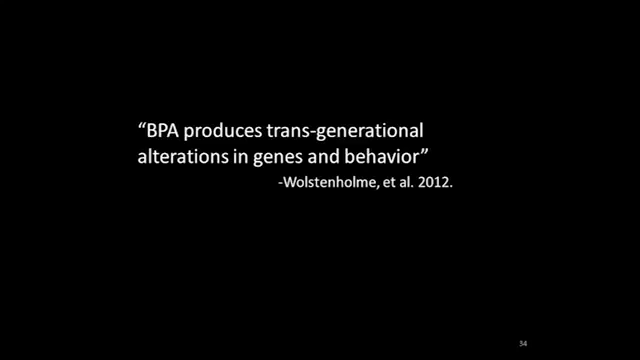 “BPA produces trans-generational
alterations in genes and behavior”
-Wolstenholme, et al. 2012.
34